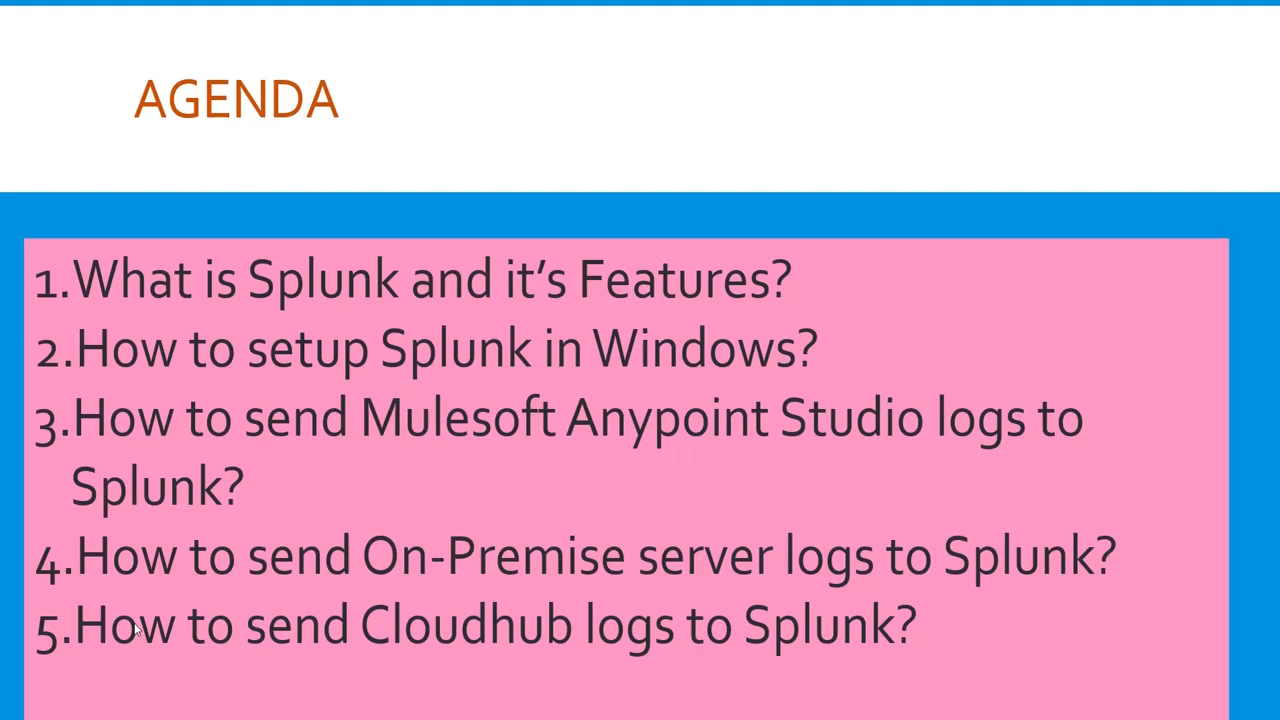 AGENDA
1.What is Splunk and it’s Features?
2.How to setup Splunk in Windows?
3.How to send Mulesoft Anypoint Studio logs to
Splunk?
4.How to send On-Premise server logs to Splunk?
5.How to send Cloudhub logs to Splunk?